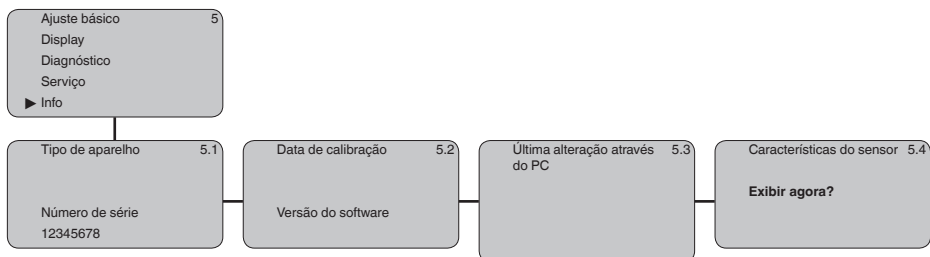 Ajuste básico 5
Display
Diagnóstico
Serviço
▶ Info
Tipo de aparelho 5.1
Número de série
12345678
Data de calibração 5.2
Versão do software
Última alteração através 5.3
do PC
Características do sensor 5.4
Exibir agora?